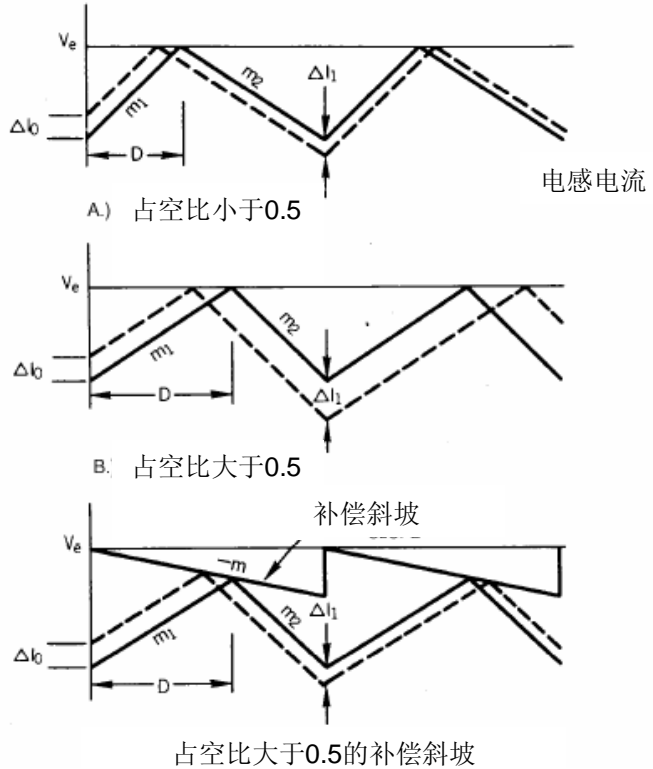 Ve
ΔI0
m1
m2
ΔI1
D
电感电流
A.) 占空比小于0.5
Ve
ΔI0
m1
m2
ΔI1
D
B. 占空比大于0.5
补偿斜坡
Ve
-m
ΔI0
m1
m2
ΔI1
D
占空比大于0.5的补偿斜坡